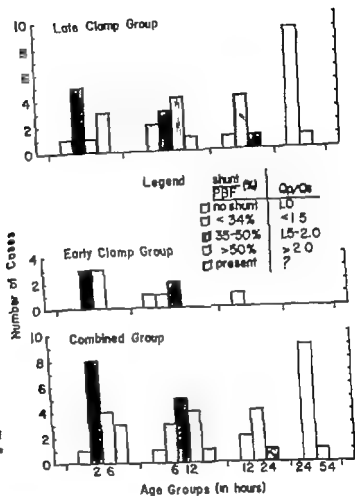 Late Clamp Group
10
8
6
4
2
0
Legend
shunt (%) Qp/Qs
PBF
no shunt 1.0
< 34% <1.5
35-50% 1.5-2.0
>50% > 2.0
present ?
Early Clamp Group
4
2
0
Number of Cases
Combined Group
10
8
6
4
2
0
2 6 6 12 12 24 24 54
Age Groups (in hours)